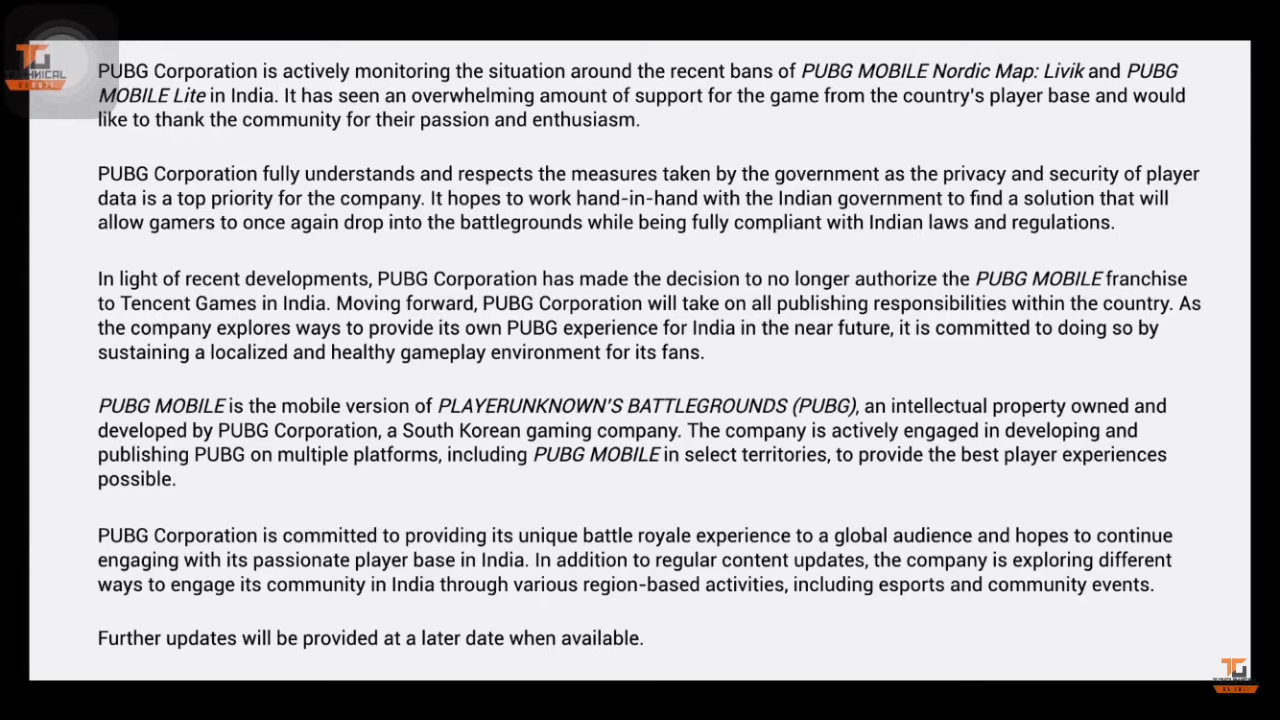 TG
TECHNICAL
PUBG Corporation is actively monitoring the situation around the recent bans of PUBG MOBILE Nordic Map: Livik and PUBG
MOBILE Lite in India. It has seen an overwhelming amount of support for the game from the country's player base and would
like to thank the community for their passion and enthusiasm.
PUBG Corporation fully understands and respects the measures taken by the government as the privacy and security of player
data is a top priority for the company. It hopes to work hand-in-hand with the Indian government to find a solution that will
allow gamers to once again drop into the battlegrounds while being fully compliant with Indian laws and regulations.
In light of recent developments, PUBG Corporation has made the decision to no longer authorize the PUBG MOBILE franchise
to Tencent Games in India. Moving forward, PUBG Corporation will take on all publishing responsibilities within the country. As
the company explores ways to provide its own PUBG experience for India in the near future, it is committed to doing so by
sustaining a localized and healthy gameplay environment for its fans.
PUBG MOBILE is the mobile version of PLAYERUNKNOWN'S BATTLEGROUNDS (PUBG), an intellectual property owned and
developed by PUBG Corporation, a South Korean gaming company. The company is actively engaged in developing and
publishing PUBG on multiple platforms, including PUBG MOBILE in select territories, to provide the best player experiences
possible.
PUBG Corporation is committed to providing its unique battle royale experience to a global audience and hopes to continue
engaging with its passionate player base in India. In addition to regular content updates, the company is exploring different
ways to engage its community in India through various region-based activities, including esports and community events.
Further updates will be provided at a later date when available.
TG